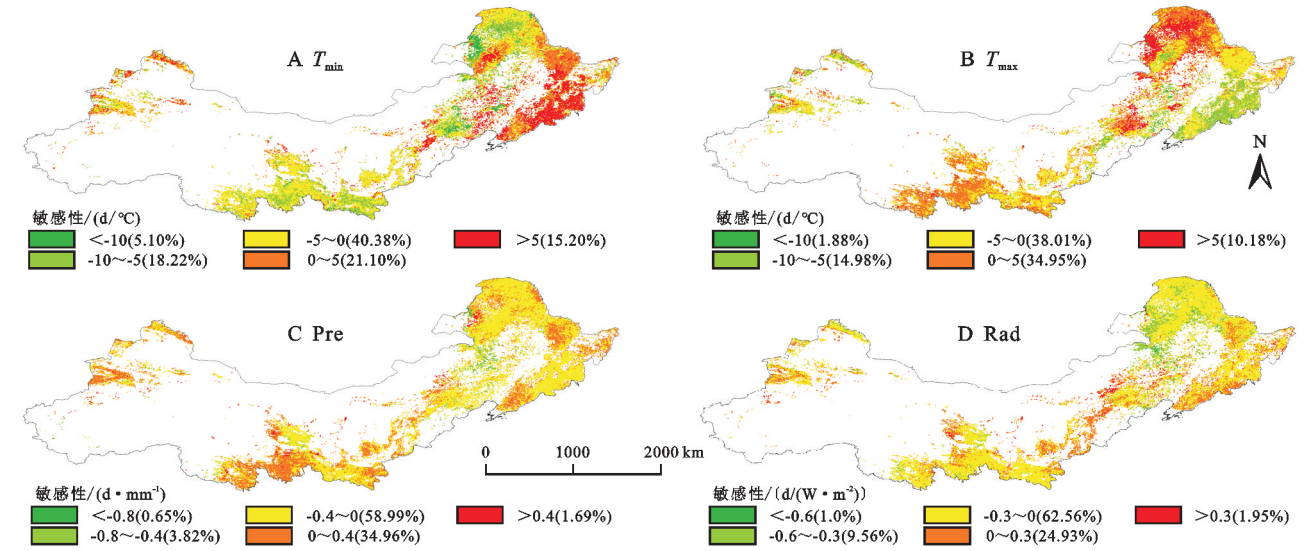 A T_min
B T_max
N
敏感性/(d/℃)
<-10(5.10%)
-5~0(40.38%)
>5(15.20%)
-10~-5(18.22%)
0~5(21.10%)
敏感性/(d/℃)
<-10(1.88%)
-5~0(38.01%)
>5(10.18%)
-10~-5(14.98%)
0~5(34.95%)
C Pre
D Rad
0 1000 2000 km
敏感性/(d·mm⁻¹)
<-0.8(0.65%)
-0.4~0(58.99%)
>0.4(1.69%)
-0.8~-0.4(3.82%)
0~0.4(34.96%)
敏感性/〔d/(W·m⁻²)〕
<-0.6(1.0%)
-0.3~0(62.56%)
>0.3(1.95%)
-0.6~-0.3(9.56%)
0~0.3(24.93%)